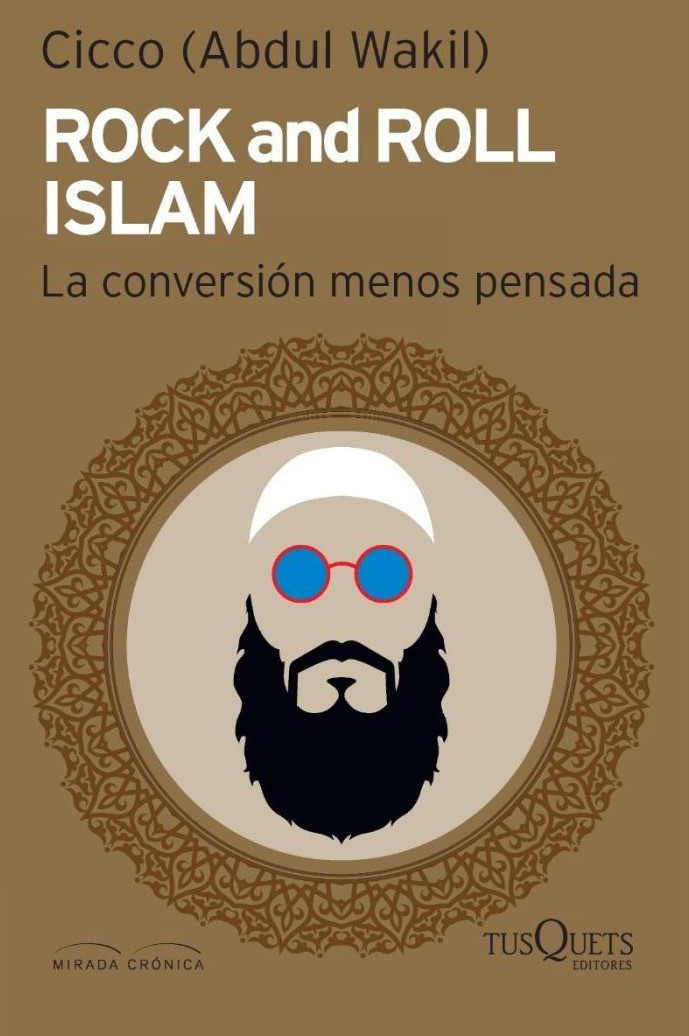 Cicco (Abdul Wakil)
ROCK and ROLL
ISLAM
La conversión menos pensada
MIRADA CRÓNICA
TUSQUETS
EDITORES